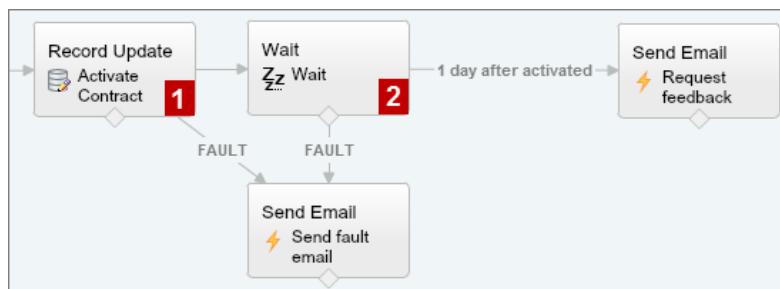 Record Update
Activate
Contract
1
Wait
Zzz Wait
2
1 day after activated
Send Email
Request
feedback
FAULT
FAULT
Send Email
Send fault
email